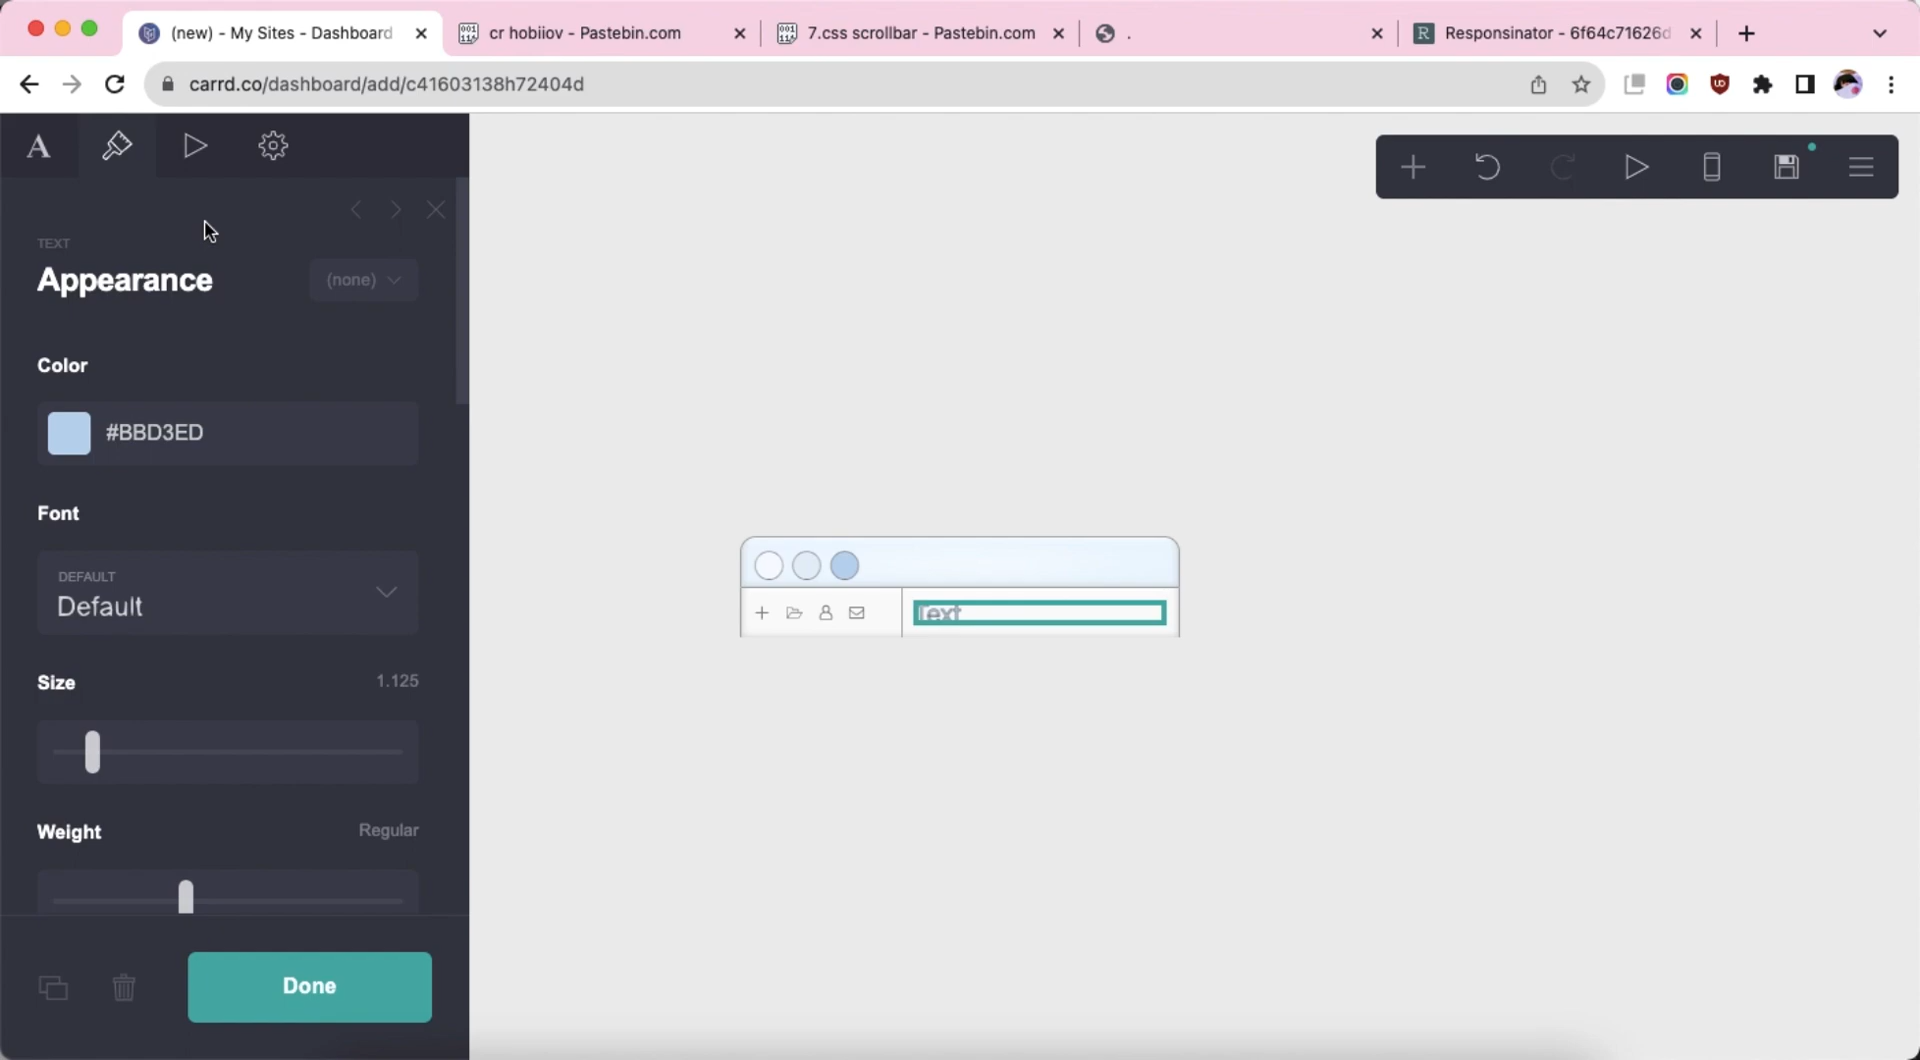 (new) - My Sites - Dashboard
cr hobiiov - Pastebin.com
7.css scrollbar - Pastebin.com
.
Responsinator - 6f64c71626d
carrd.co/dashboard/add/c41603138h72404d
A
TEXT
Appearance
(none)
Color
#BBD3ED
Font
DEFAULT
Default
Size
1.125
Weight
Regular
Done
Text